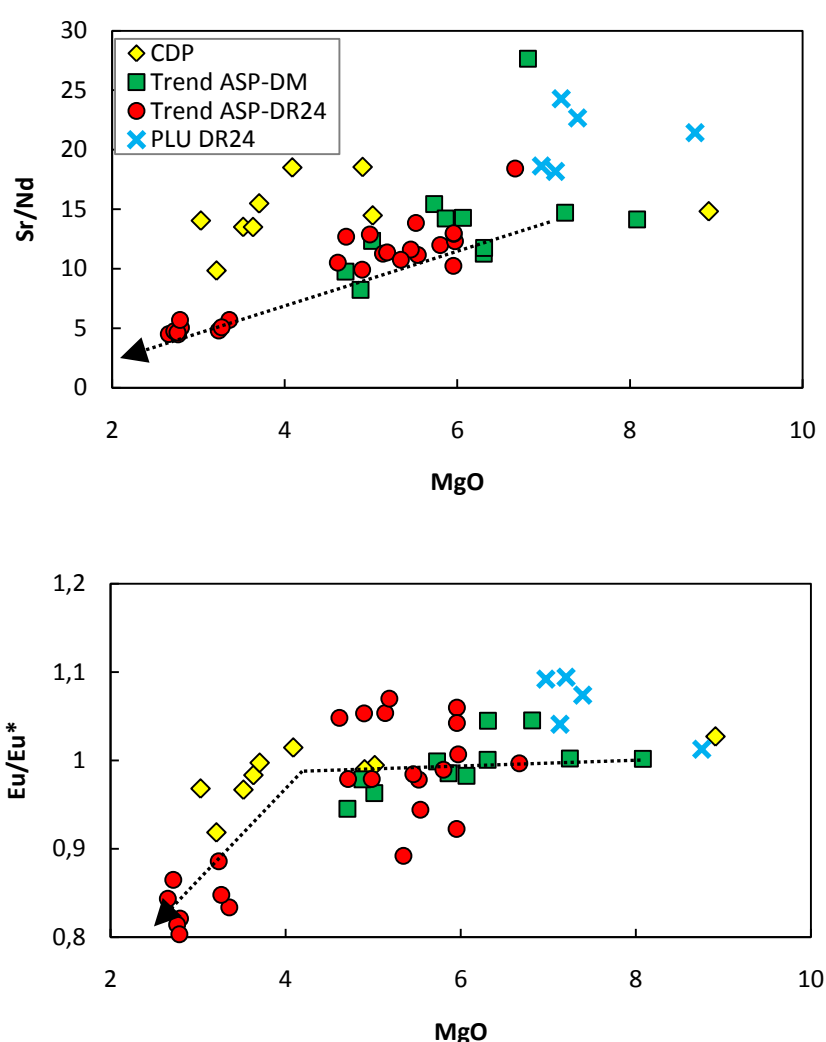 30
25
20
15
10
5
0
Sr/Nd
CDP
Trend ASP-DM
Trend ASP-DR24
PLU DR24
2 4 6 8 10
MgO
1,2
1,1
1
0,9
0,8
Eu/Eu*
2 4 6 8 10
MgO